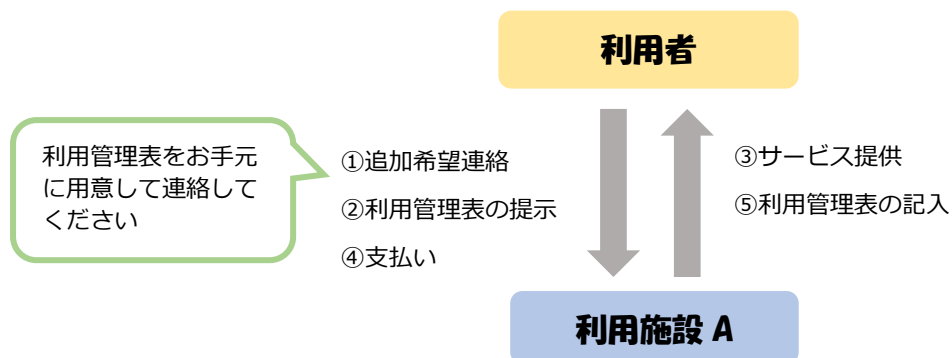 利用者
利用管理表をお手元
に用意して連絡して
ください
①追加希望連絡
②利用管理表の提示
④支払い
③サービス提供
⑤利用管理表の記入
利用施設 A